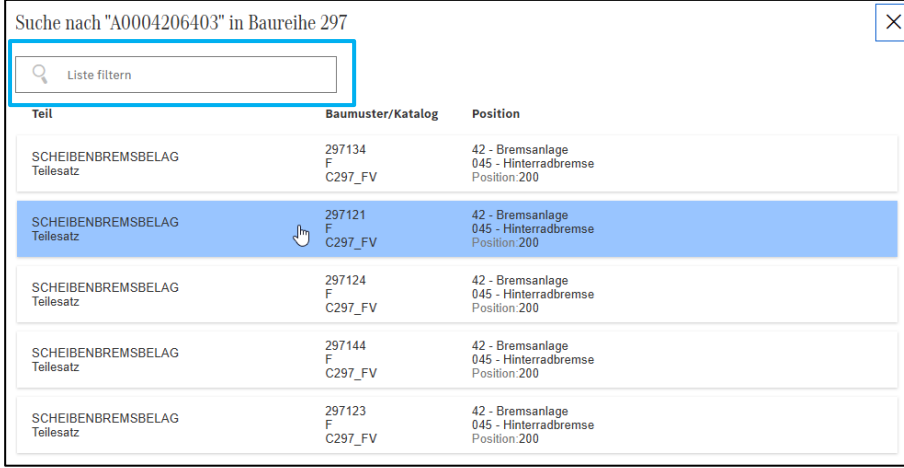 Suche nach "A0004206403" in Baureihe 297
Liste filtern
Teil Baumuster/Katalog Position
SCHEIBENBREMSBELAG 297134 42 - Bremsanlage
Teilesatz F 045 - Hinterradbremse
C297_FV Position:200
SCHEIBENBREMSBELAG 297121 42 - Bremsanlage
Teilesatz F 045 - Hinterradbremse
C297_FV Position:200
SCHEIBENBREMSBELAG 297124 42 - Bremsanlage
Teilesatz F 045 - Hinterradbremse
C297_FV Position:200
SCHEIBENBREMSBELAG 297144 42 - Bremsanlage
Teilesatz F 045 - Hinterradbremse
C297_FV Position:200
SCHEIBENBREMSBELAG 297123 42 - Bremsanlage
Teilesatz F 045 - Hinterradbremse
C297_FV Position:200